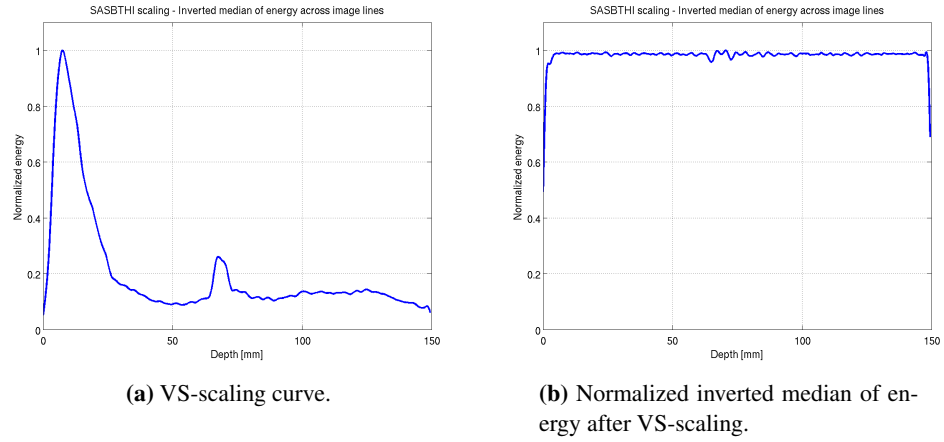 SASBTHI scaling - Inverted median of energy across image lines
1
0.8
0.6
0.4
0.2
0
Normalized energy
0 50 100 150
Depth [mm]
(a) VS-scaling curve.
SASBTHI scaling - Inverted median of energy across image lines
1
0.8
0.6
0.4
0.2
0
Normalized energy
0 50 100 150
Depth [mm]
(b) Normalized inverted median of en-
ergy after VS-scaling.